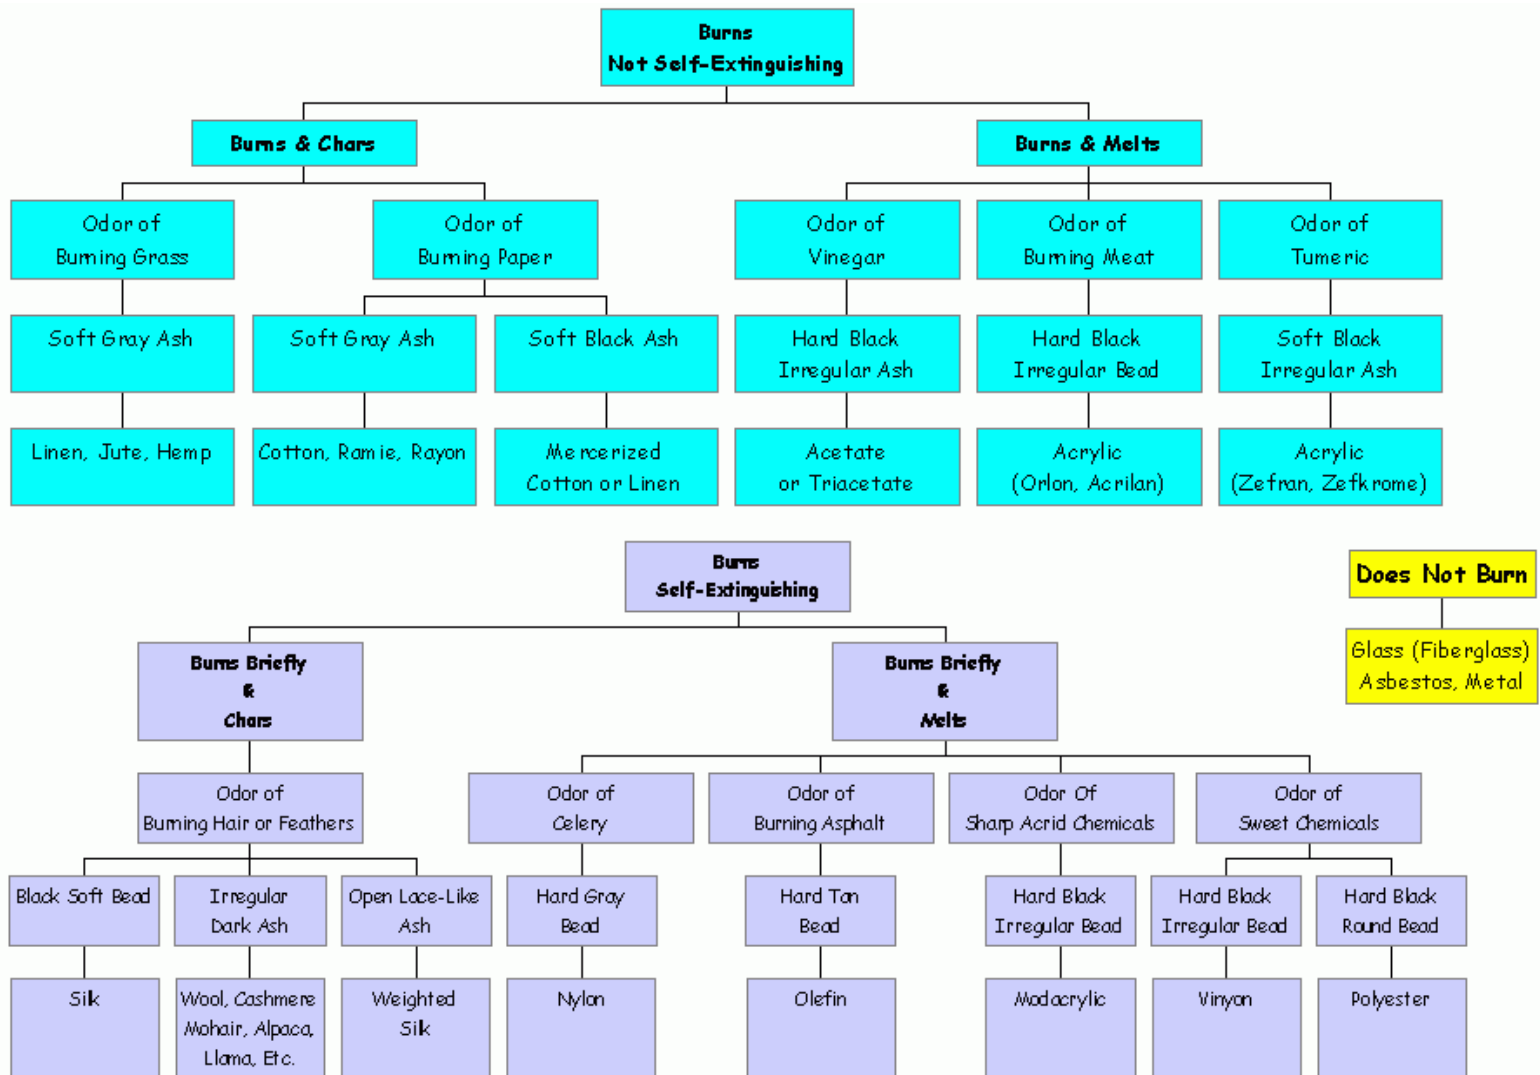 Burns
Not Self-Extinguishing
Burns & Chars
Burns & Melts
Odor of
Burning Grass
Odor of
Burning Paper
Odor of
Vinegar
Odor of
Burning Meat
Odor of
Tumeric
Soft Gray Ash
Soft Gray Ash
Soft Black Ash
Hard Black
Irregular Ash
Hard Black
Irregular Bead
Soft Black
Irregular Ash
Linen, Jute, Hemp
Cotton, Ramie, Rayon
Mercerized
Cotton or Linen
Acetate
or Triacetate
Acrylic
(Orlon, Acrilan)
Acrylic
(Zefran, Zefkrome)
Burns
Self-Extinguishing
Does Not Burn
Glass (Fiberglass)
Asbestos, Metal
Burns Briefly
&
Chars
Burns Briefly
&
Melts
Odor of
Burning Hair or Feathers
Odor of
Celery
Odor of
Burning Asphalt
Odor Of
Sharp Acrid Chemicals
Odor of
Sweet Chemicals
Black Soft Bead
Irregular
Dark Ash
Open Lace-Like
Ash
Hard Gray
Bead
Hard Tan
Bead
Hard Black
Irregular Bead
Hard Black
Irregular Bead
Hard Black
Round Bead
Silk
Wool, Cashmere
Mohair, Alpaca,
Llama, Etc.
Weighted
Silk
Nylon
Olefin
Modacrylic
Vinyon
Polyester